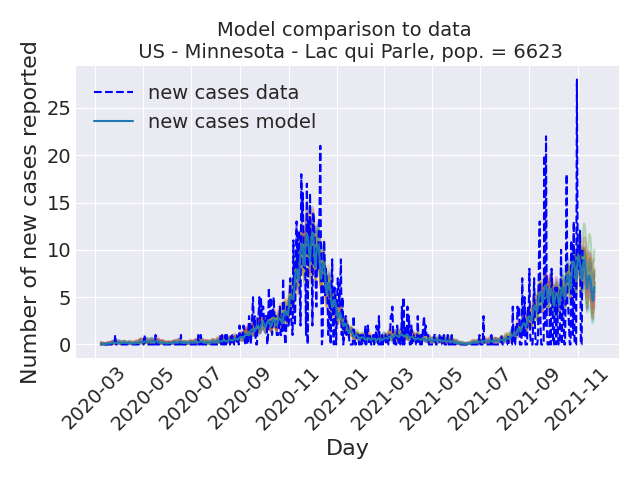 Model comparison to data
US - Minnesota - Lac qui Parle, pop. = 6623
Number of new cases reported
25
20
15
10
5
0
new cases data
new cases model
2020-03
2020-05
2020-07
2020-09
2020-11
2021-01
2021-03
2021-05
2021-07
2021-09
2021-11
Day